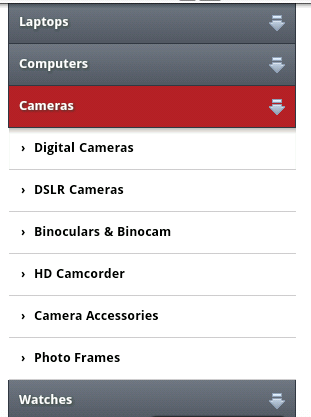 Laptops
Computers
Cameras
› Digital Cameras
› DSLR Cameras
› Binoculars & Binocam
› HD Camcorder
› Camera Accessories
› Photo Frames
Watches